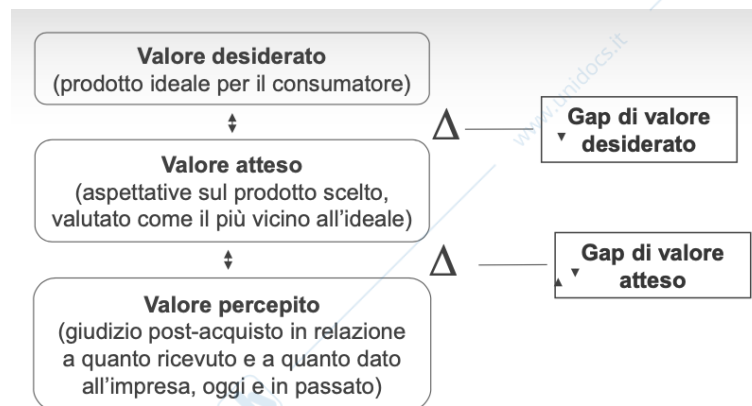 Valore desiderato
(prodotto ideale per il consumatore)
Δ
Gap di valore
desiderato
www.unidocs.it
Valore atteso
(aspettative sul prodotto scelto,
valutato come il più vicino all'ideale)
Δ
Gap di valore
atteso
Valore percepito
(giudizio post-acquisto in relazione
a quanto ricevuto e a quanto dato
all'impresa, oggi e in passato)